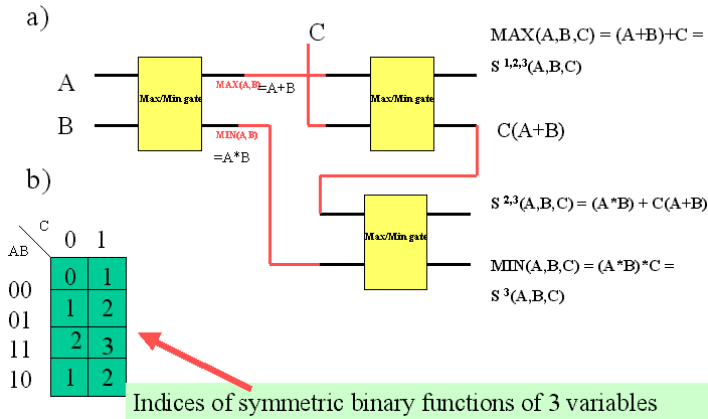 a)
C
MAX(A,B,C) = (A+B)+C =
S 1,2,3(A,B,C)
A
B
Max/Min gate
MAX(A,B) =A+B
MIN(A,B)
=A*B
Max/Min gate
C(A+B)
b)
Max/Min gate
S 2,3(A,B,C) = (A*B) + C(A+B)
MIN(A,B,C) = (A*B)*C =
S 3(A,B,C)
C
AB
0 1
00 0 1
01 1 2
11 2 3
10 1 2
Indices of symmetric binary functions of 3 variables